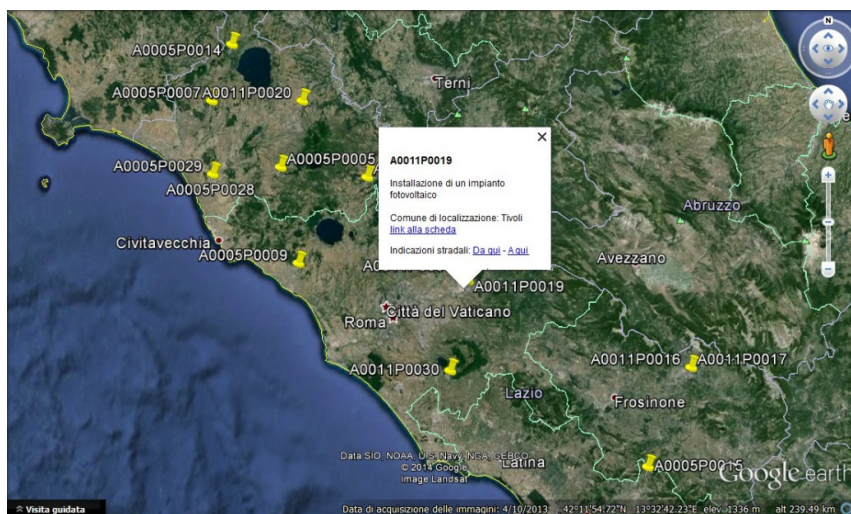 N
A0005P0014
Terni
A0005P0007
A0011P0020
A0011P0019
Installazione di un impianto
fotovoltaico
Comune di localizzazione: Tivoli
link alla scheda
Indicazioni stradali: Da qui - A qui
A0005P0029
A0005P0005
A0005P0028
Abruzzo
Civitavecchia
A0005P0009
Avezzano
A0011P0019
Città del Vaticano
Roma
A0011P0030
A0011P0016
A0011P0017
Lazio
Frosinone
Data SIO, NOAA, U.S. Navy, NGA, GEBCO
© 2014 Google
Image Landsat
Latina
A0005P0015
Google earth
Visita guidata
Data di acquisizione delle immagini: 4/10/2013 42°11'54.72"N 13°32'42.23"E elev 1336 m alt 239.49 km